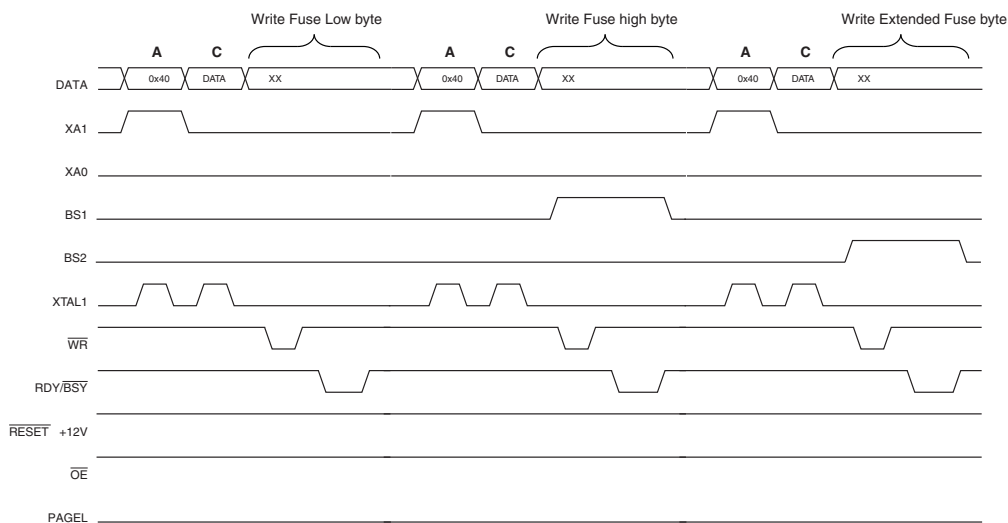 Write Fuse Low byte Write Fuse high byte Write Extended Fuse byte
A C A C A C
DATA 0x40 DATA XX 0x40 DATA XX 0x40 DATA XX
XA1
XA0
BS1
BS2
XTAL1
WR
RDY/BSY
RESET +12V
OE
PAGEL